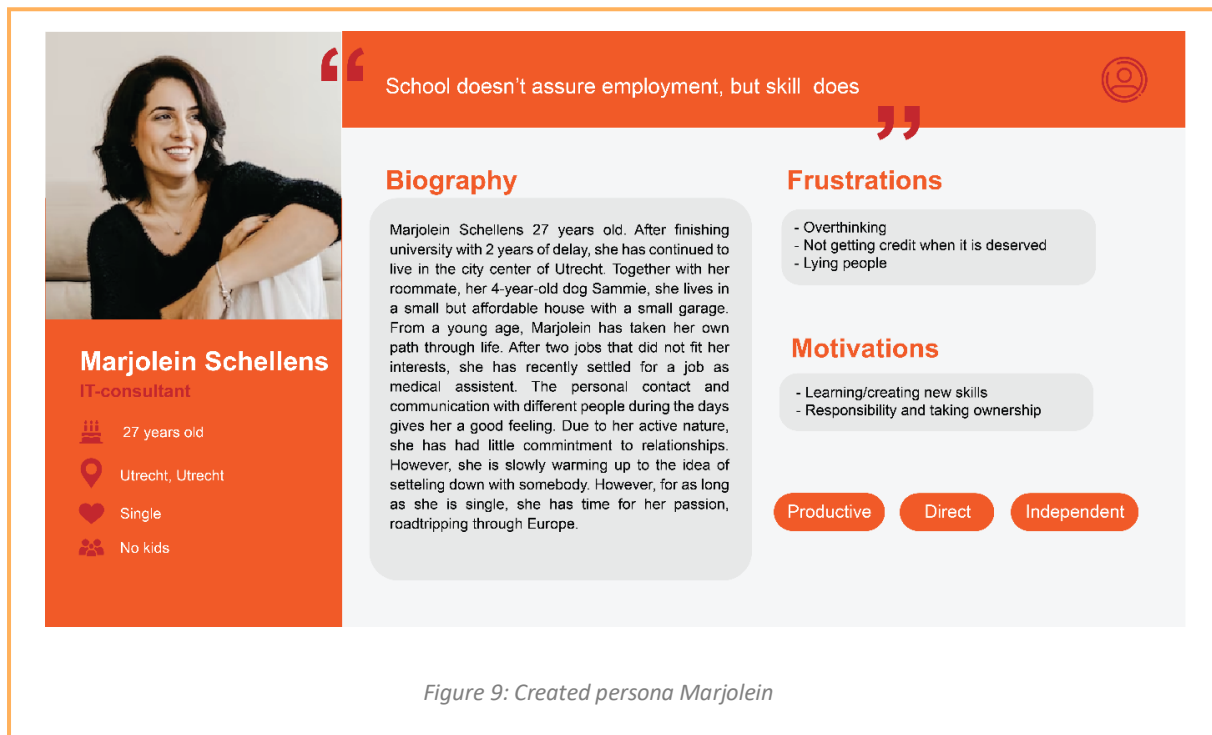 “
School doesn't assure employment, but skill does
”
Marjolein Schellens
IT-consultant
27 years old
Utrecht, Utrecht
Single
No kids
Biography
Marjolein Schellens 27 years old. After finishing
university with 2 years of delay, she has continued to
live in the city center of Utrecht. Together with her
roommate, her 4-year-old dog Sammie, she lives in
a small but affordable house with a small garage.
From a young age, Marjolein has taken her own
path through life. After two jobs that did not fit her
interests, she has recently settled for a job as
medical assistent. The personal contact and
communication with different people during the days
gives her a good feeling. Due to her active nature,
she has had little commintment to relationships.
However, she is slowly warming up to the idea of
setteling down with somebody. However, for as long
as she is single, she has time for her passion,
roadtripping through Europe.
Frustrations
- Overthinking
- Not getting credit when it is deserved
- Lying people
Motivations
- Learning/creating new skills
- Responsibility and taking ownership
Productive
Direct
Independent
Figure 9: Created persona Marjolein